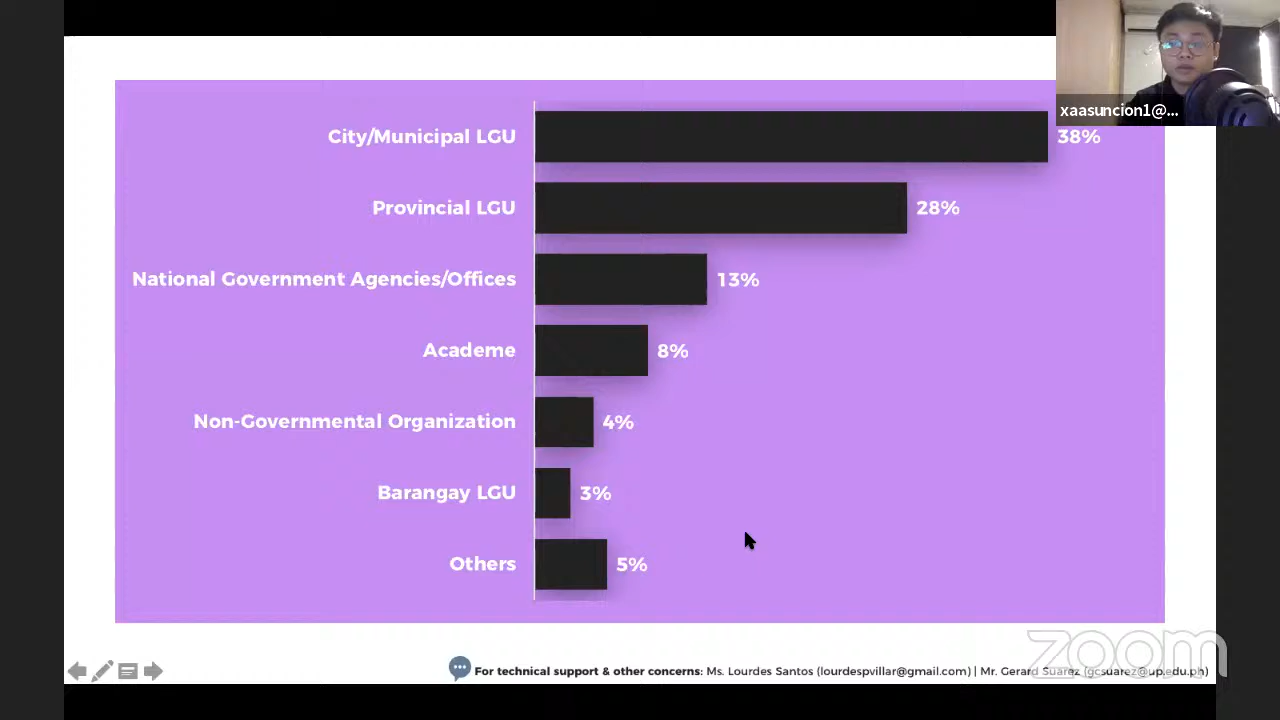 xaasuncion1@...
City/Municipal LGU 38%
Provincial LGU 28%
National Government Agencies/Offices 13%
Academe 8%
Non-Governmental Organization 4%
Barangay LGU 3%
Others 5%
For technical support & other concerns: Ms. Lourdes Santos (lourdespvillar@gmail.com) | Mr. Gerard Suarez (gcsuarez@up.edu.ph)
zoom